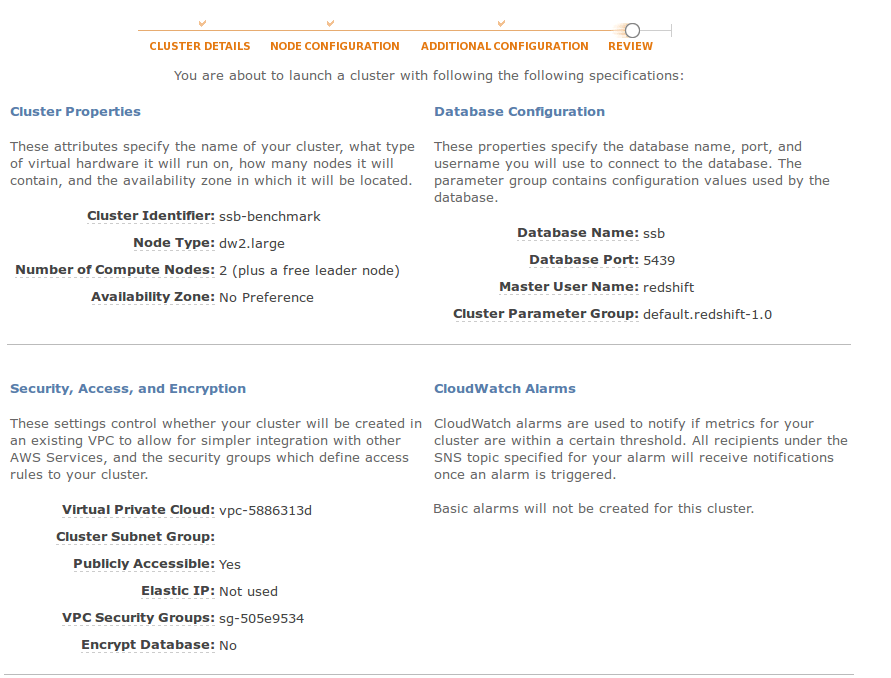 CLUSTER DETAILS NODE CONFIGURATION ADDITIONAL CONFIGURATION REVIEW
You are about to launch a cluster with following the following specifications:
Cluster Properties
These attributes specify the name of your cluster, what type
of virtual hardware it will run on, how many nodes it will
contain, and the availability zone in which it will be located.
Cluster Identifier: ssb-benchmark
Node Type: dw2.large
Number of Compute Nodes: 2 (plus a free leader node)
Availability Zone: No Preference
Database Configuration
These properties specify the database name, port, and
username you will use to connect to the database. The
parameter group contains configuration values used by the
database.
Database Name: ssb
Database Port: 5439
Master User Name: redshift
Cluster Parameter Group: default.redshift-1.0
Security, Access, and Encryption
These settings control whether your cluster will be created in
an existing VPC to allow for simpler integration with other
AWS Services, and the security groups which define access
rules to your cluster.
Virtual Private Cloud: vpc-5886313d
Cluster Subnet Group:
Publicly Accessible: Yes
Elastic IP: Not used
VPC Security Groups: sg-505e9534
Encrypt Database: No
CloudWatch Alarms
CloudWatch alarms are used to notify if metrics for your
cluster are within a certain threshold. All recipients under the
SNS topic specified for your alarm will receive notifications
once an alarm is triggered.
Basic alarms will not be created for this cluster.